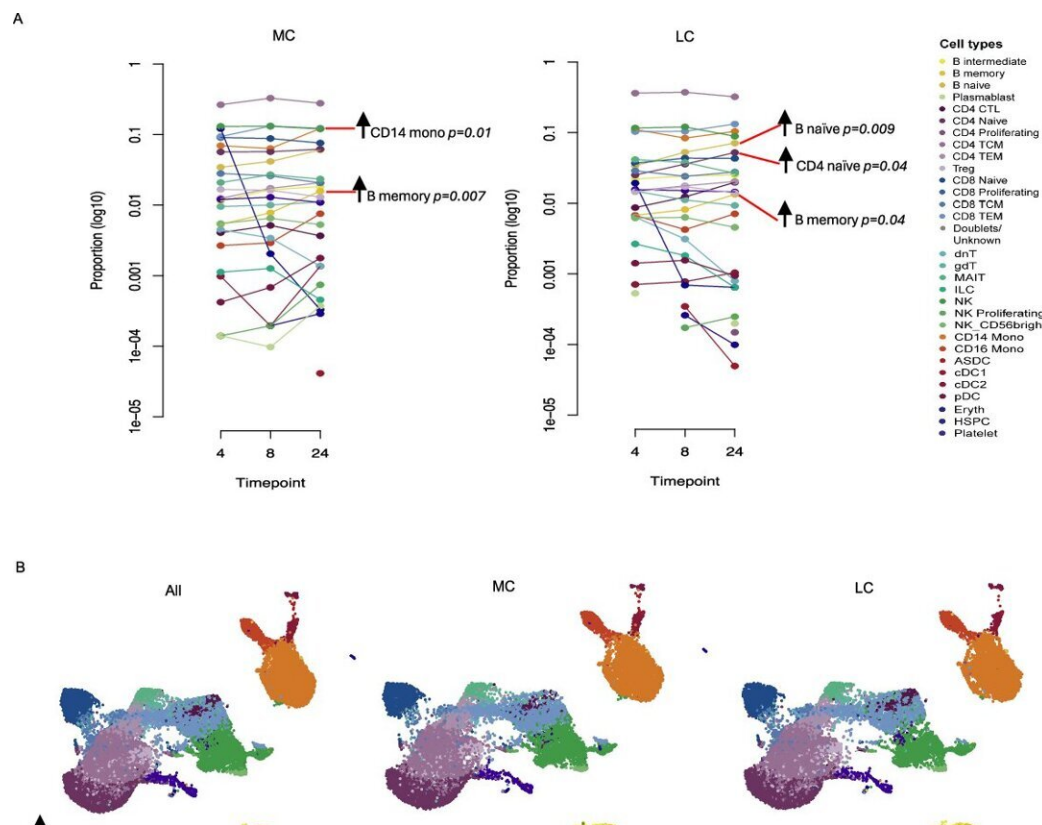 A
MC
LC
1
0.1
0.01
0.001
1e−04
1e−05
Proportion (log10)
4
8
24
Timepoint
CD14 mono p=0.01
B memory p=0.007
1
0.1
0.01
0.001
1e−04
1e−05
Proportion (log10)
4
8
24
Timepoint
B naïve p=0.009
CD4 naïve p=0.04
B memory p=0.04
Cell types
B intermediate
B memory
B naive
Plasmablast
CD4 CTL
CD4 Naive
CD4 Proliferating
CD4 TCM
CD4 TEM
Treg
CD8 Naive
CD8 Proliferating
CD8 TCM
CD8 TEM
Doublets/
Unknown
dnT
gdT
MAIT
ILC
NK
NK Proliferating
NK_CD56brigh
CD14 Mono
CD16 Mono
ASDC
cDC1
cDC2
pDC
Eryth
HSPC
Platelet
B
All
MC
LC